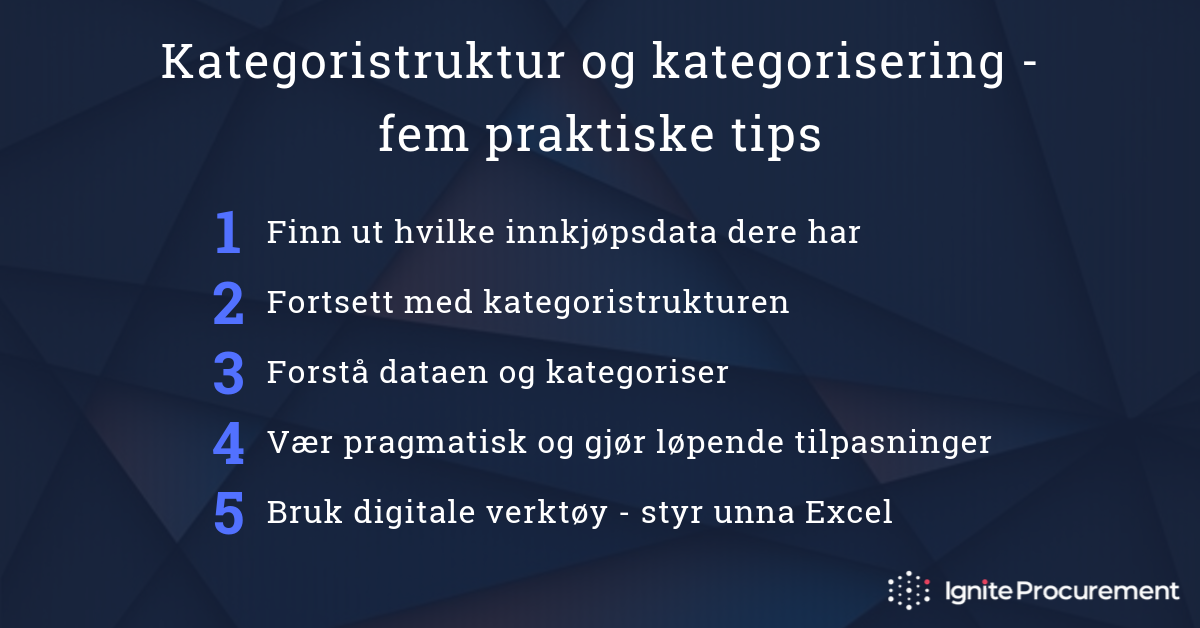 Kategoristruktur og kategorisering -
fem praktiske tips
1 Finn ut hvilke innkjøpsdata dere har
2 Fortsett med kategoristrukturen
3 Forstå dataen og kategoriser
4 Vær pragmatisk og gjør løpende tilpasninger
5 Bruk digitale verktøy - styr unna Excel
Ignite Procurement